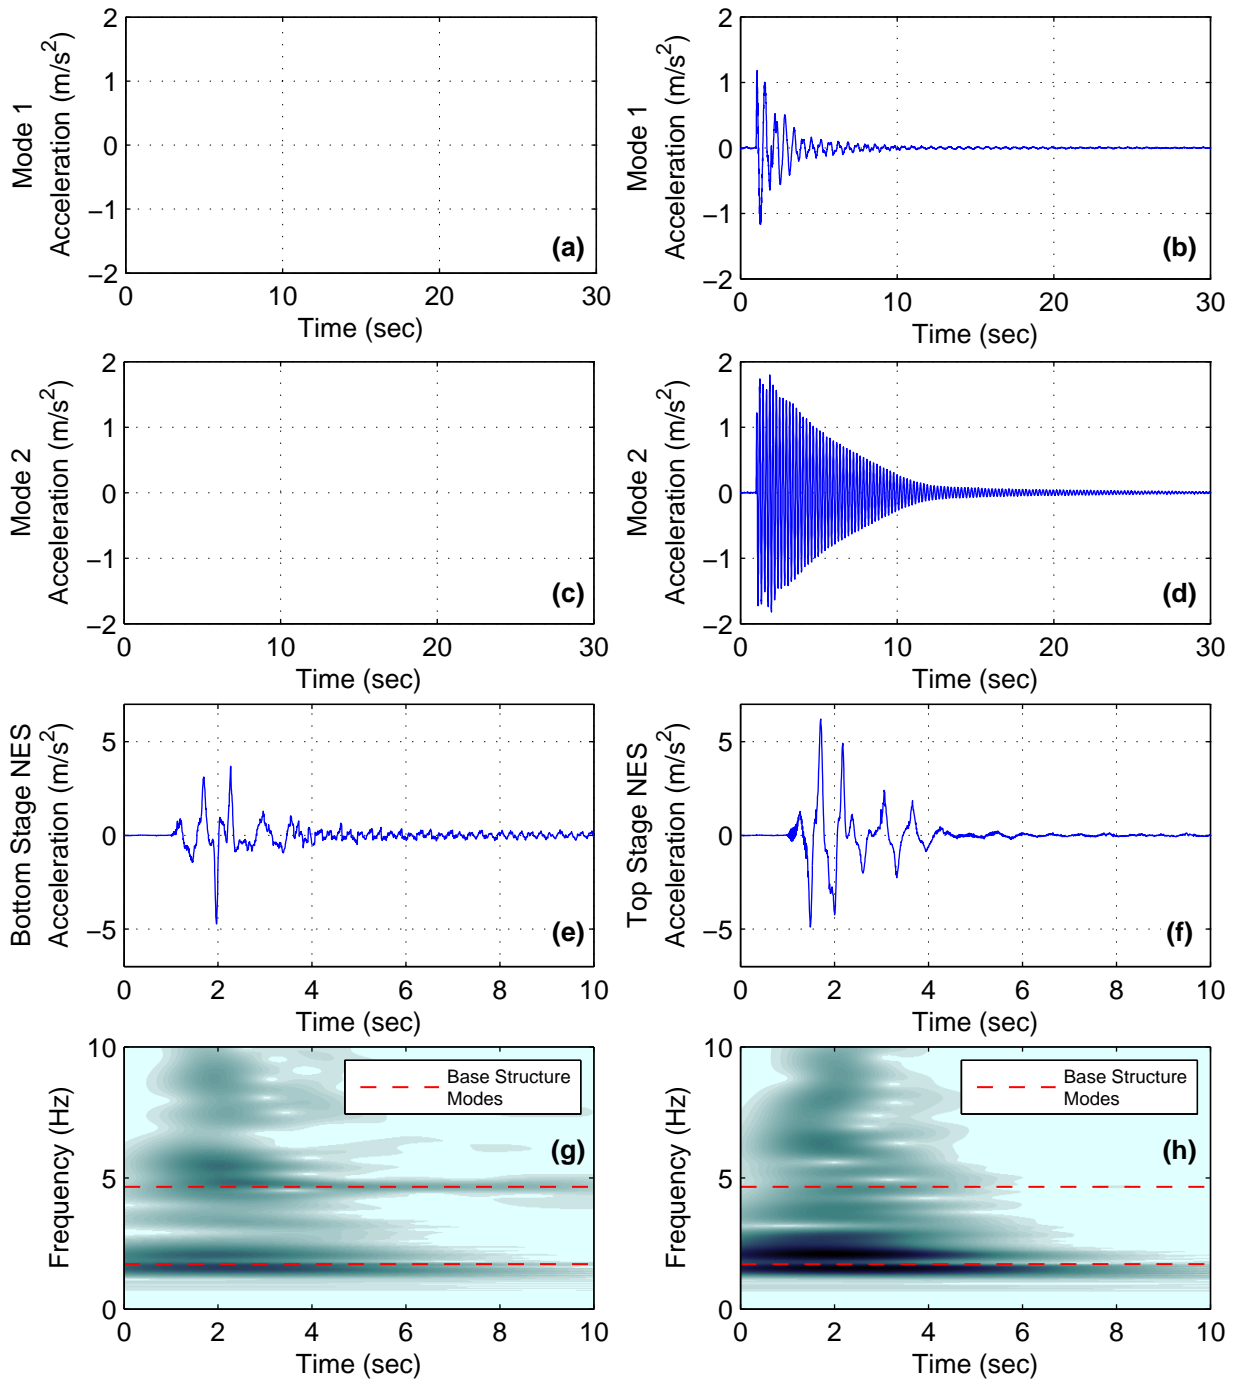 Mode 1
Acceleration (m/s2)
2
1
0
−1
−2
(a)
0 10 20 30
Time (sec)
Mode 1
Acceleration (m/s2)
2
1
0
−1
−2
(b)
0 10 20 30
Time (sec)
Mode 2
Acceleration (m/s2)
2
1
0
−1
−2
(c)
0 10 20 30
Time (sec)
Mode 2
Acceleration (m/s2)
2
1
0
−1
−2
(d)
0 10 20 30
Time (sec)
Bottom Stage NES
Acceleration (m/s2)
5
0
−5
(e)
0 2 4 6 8 10
Time (sec)
Top Stage NES
Acceleration (m/s2)
5
0
−5
(f)
0 2 4 6 8 10
Time (sec)
Frequency (Hz)
10
5
0
Base Structure
Modes
(g)
0 2 4 6 8 10
Time (sec)
Frequency (Hz)
10
5
0
Base Structure
Modes
(h)
0 2 4 6 8 10
Time (sec)